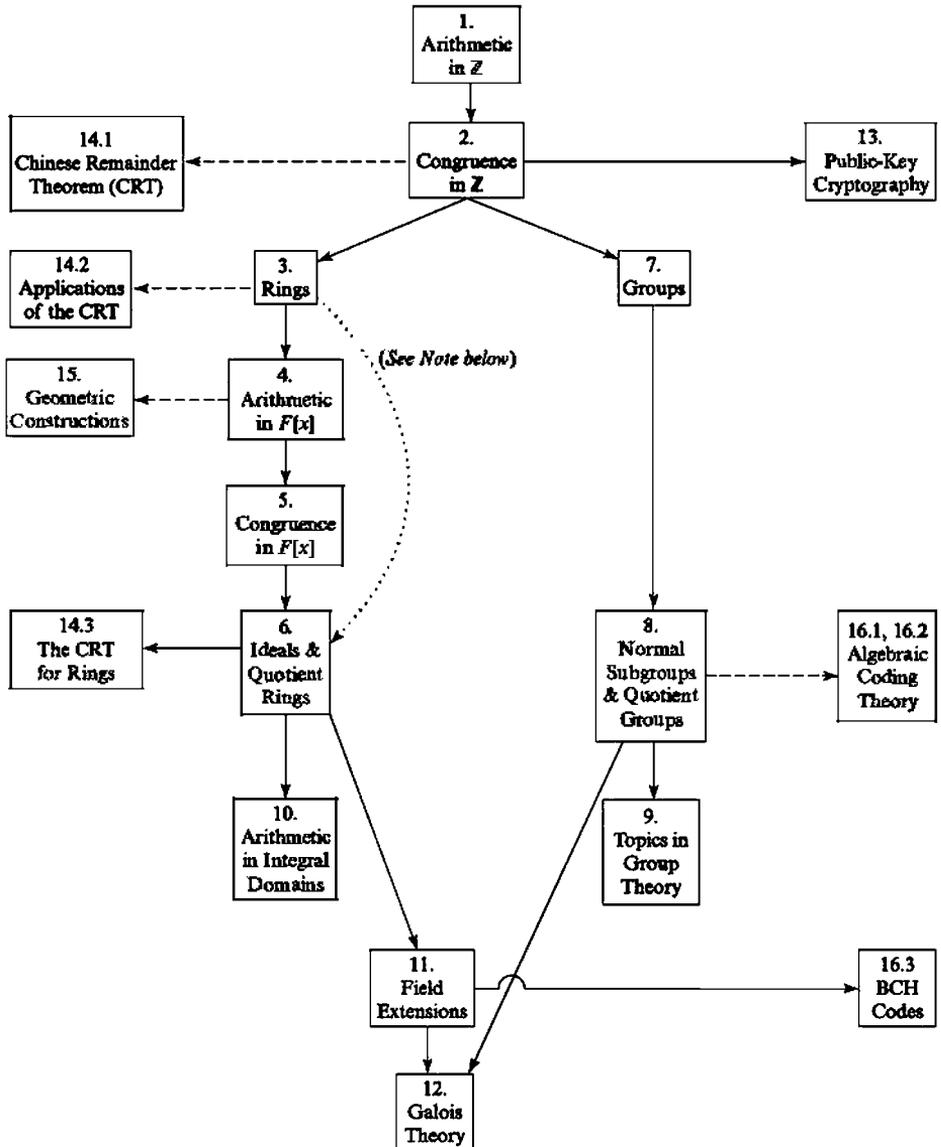 1.
Arithmetic
in ℤ
14.1
Chinese Remainder
Theorem (CRT)
2.
Congruence
in ℤ
13.
Public-Key
Cryptography
14.2
Applications
of the CRT
3.
Rings
7.
Groups
(See Note below)
15.
Geometric
Constructions
4.
Arithmetic
in F[x]
5.
Congruence
in F[x]
14.3
The CRT
for Rings
6.
Ideals &
Quotient
Rings
8.
Normal
Subgroups
& Quotient
Groups
16.1, 16.2
Algebraic
Coding
Theory
10.
Arithmetic
in Integral
Domains
9.
Topics in
Group
Theory
11.
Field
Extensions
16.3
BCH
Codes
12.
Galois
Theory